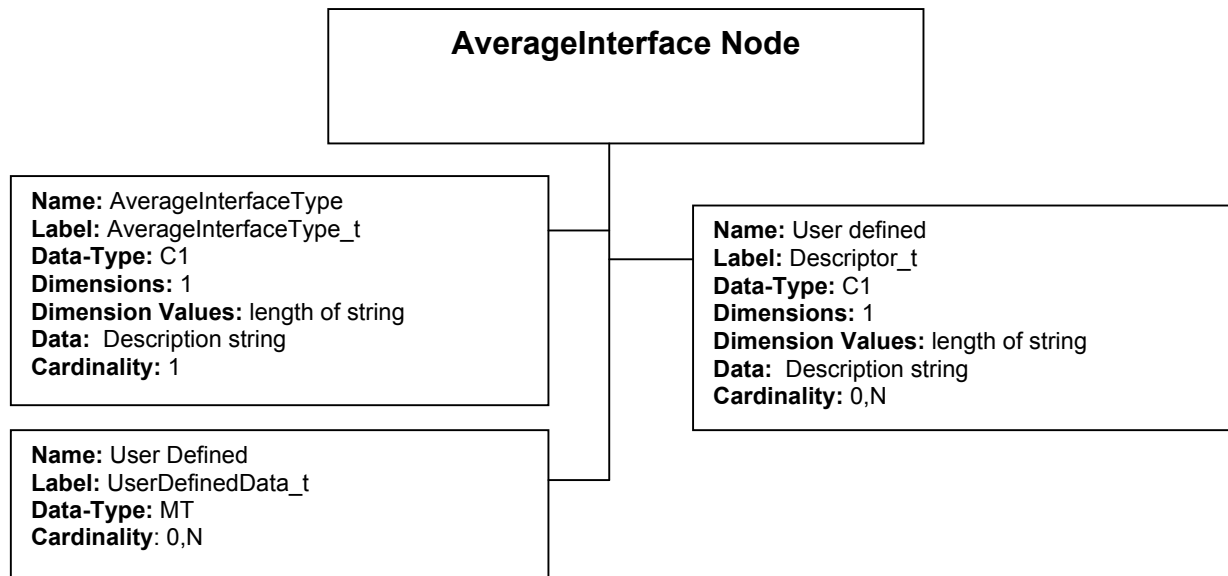 AverageInterface Node
Name: AverageInterfaceType
Label: AverageInterfaceType_t
Data-Type: C1
Dimensions: 1
Dimension Values: length of string
Data: Description string
Cardinality: 1
Name: User defined
Label: Descriptor_t
Data-Type: C1
Dimensions: 1
Dimension Values: length of string
Data: Description string
Cardinality: 0,N
Name: User Defined
Label: UserDefinedData_t
Data-Type: MT
Cardinality: 0,N